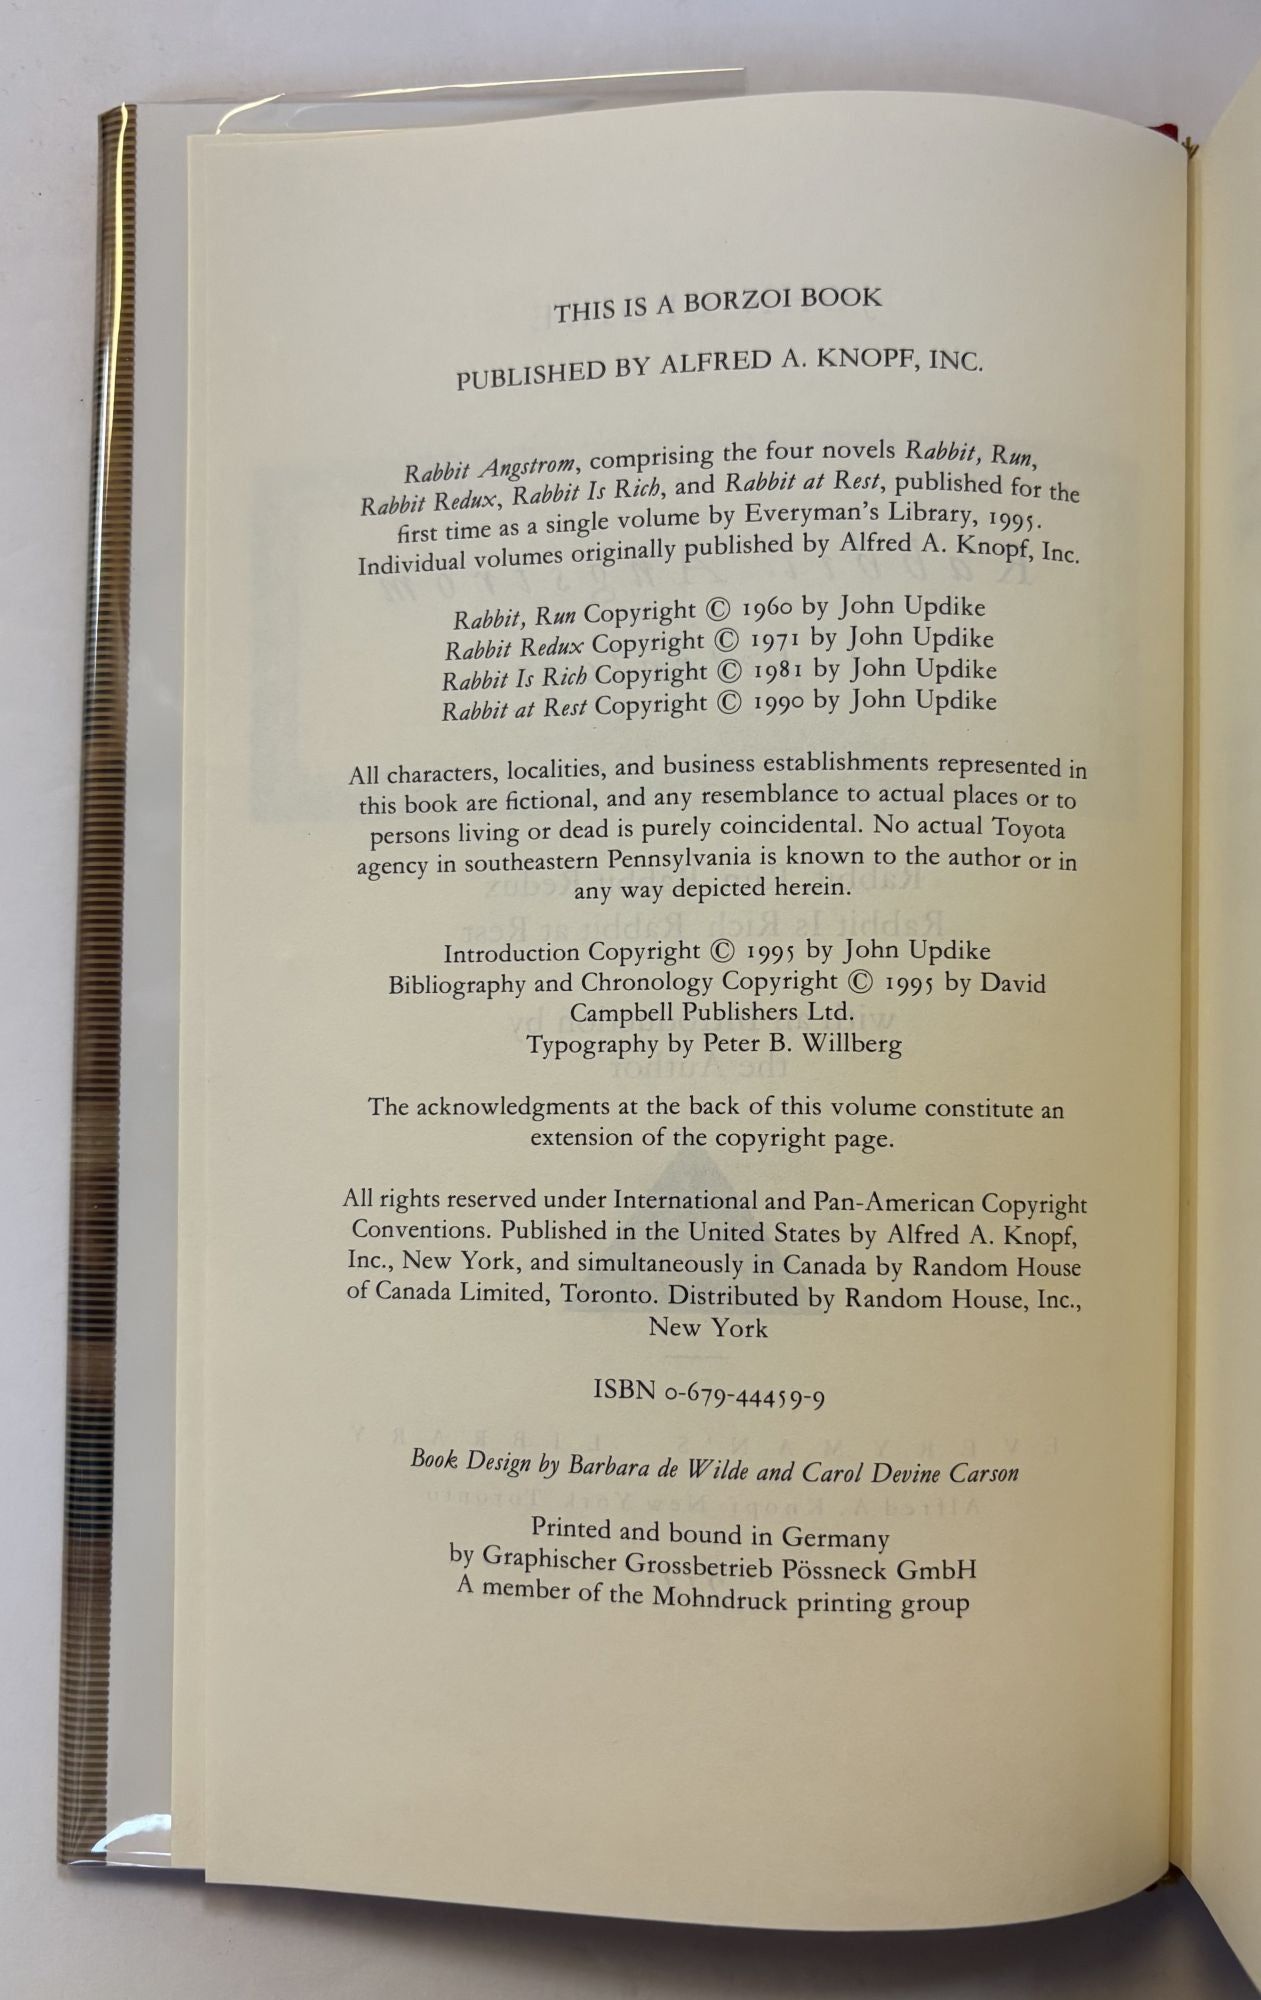 THIS IS A BORZOI BOOK
PUBLISHED BY ALFRED A. KNOPF, INC.
Rabbit Angstrom, comprising the four novels Rabbit, Run,
Rabbit Redux, Rabbit Is Rich, and Rabbit at Rest, published for the
first time as a single volume by Everyman's Library, 1995.
Individual volumes originally published by Alfred A. Knopf, Inc.
Rabbit, Run Copyright © 1960 by John Updike
Rabbit Redux Copyright © 1971 by John Updike
Rabbit Is Rich Copyright © 1981 by John Updike
Rabbit at Rest Copyright © 1990 by John Updike
All characters, localities, and business establishments represented in
this book are fictional, and any resemblance to actual places or to
persons living or dead is purely coincidental. No actual Toyota
agency in southeastern Pennsylvania is known to the author or in
any way depicted herein.
Introduction Copyright © 1995 by John Updike
Bibliography and Chronology Copyright © 1995 by David
Campbell Publishers Ltd.
Typography by Peter B. Willberg
The acknowledgments at the back of this volume constitute an
extension of the copyright page.
All rights reserved under International and Pan-American Copyright
Conventions. Published in the United States by Alfred A. Knopf,
Inc., New York, and simultaneously in Canada by Random House
of Canada Limited, Toronto. Distributed by Random House, Inc.,
New York
ISBN 0-679-44459-9
Book Design by Barbara de Wilde and Carol Devine Carson
Printed and bound in Germany
by Graphischer Grossbetrieb Pössneck GmbH
A member of the Mohndruck printing group